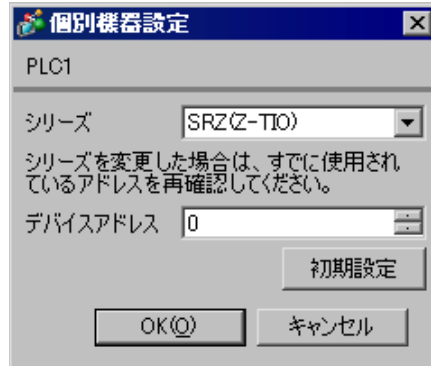 個別機器設定
PLC1
シリーズ SRZ(Z-TIO)
シリーズを変更した場合は、すでに使用され
ているアドレスを再確認してください。
デバイスアドレス 0
初期設定
OK(O) キャンセル